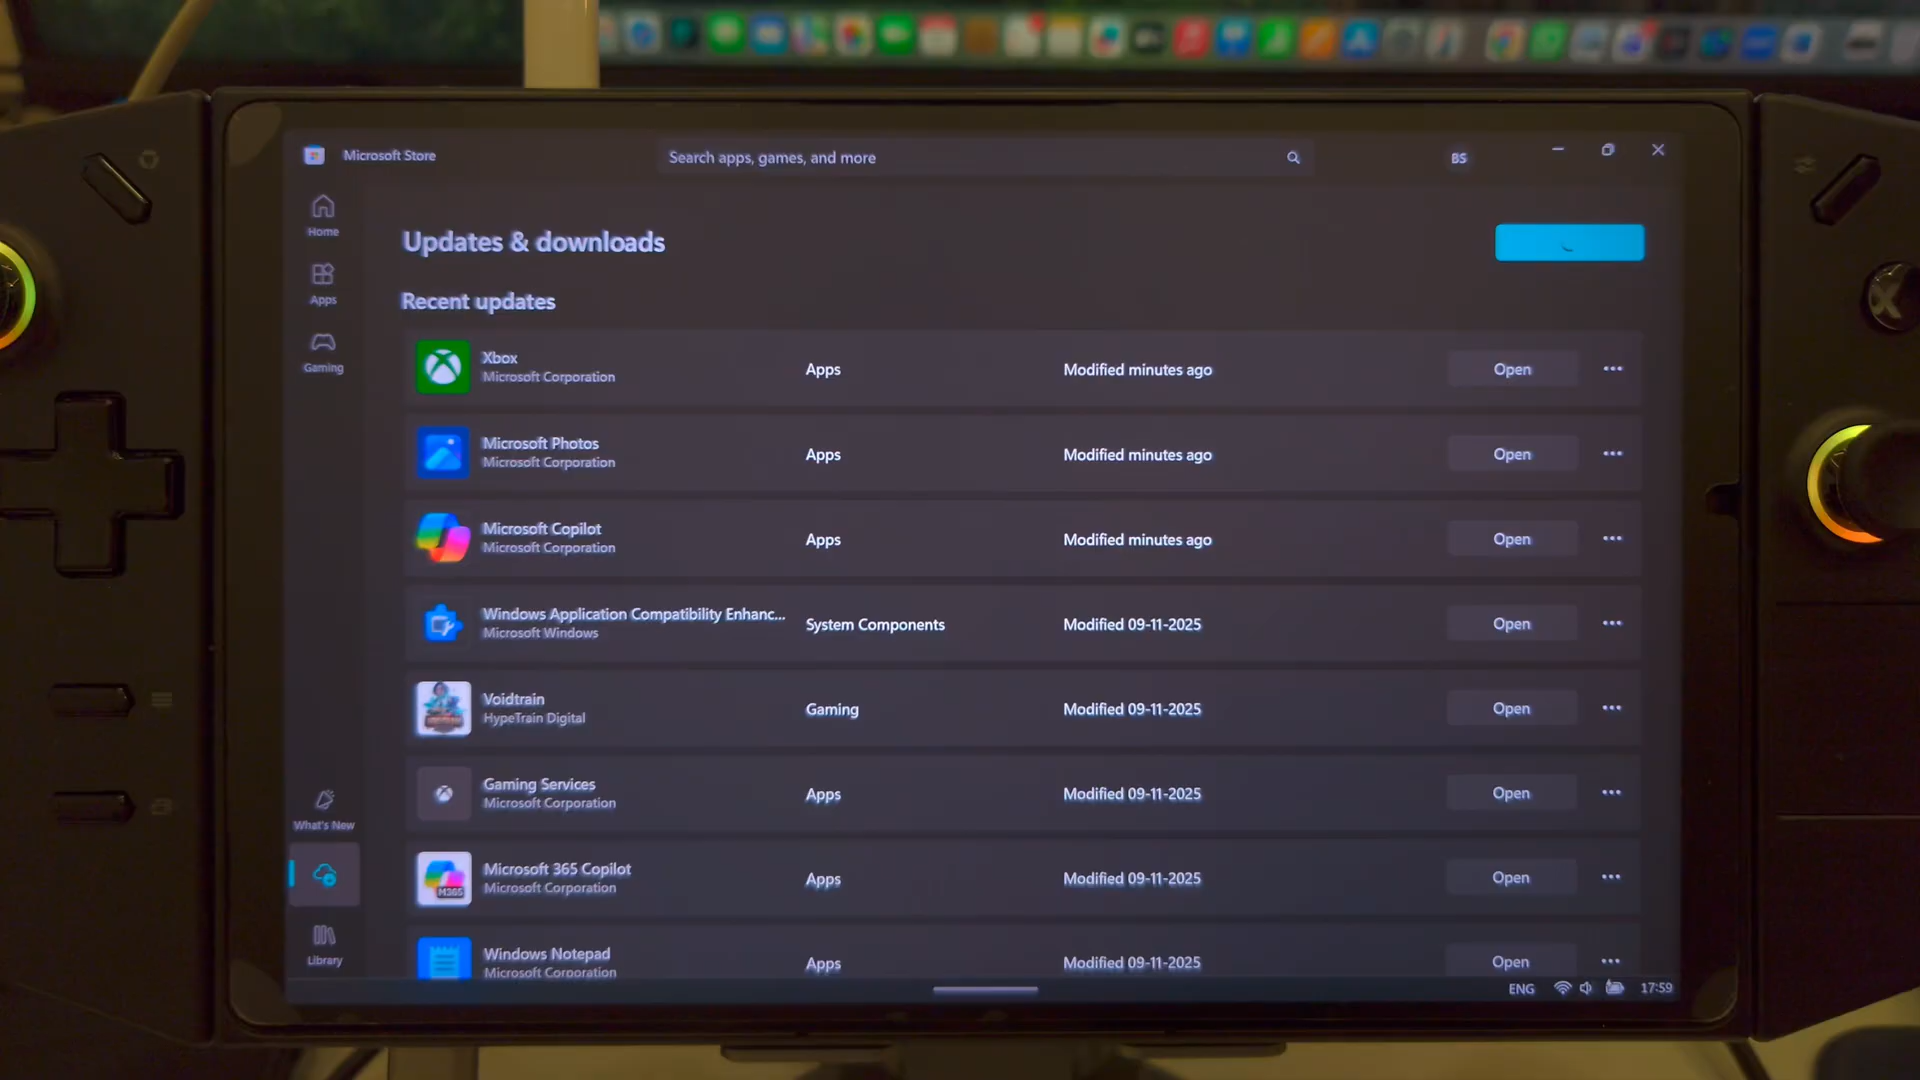 Microsoft Store
Search apps, games, and more
BS
Home
Apps
Gaming
What's New
Library
Updates & downloads
Recent updates
Xbox
Microsoft Corporation
Apps
Modified minutes ago
Open
Microsoft Photos
Microsoft Corporation
Apps
Modified minutes ago
Open
Microsoft Copilot
Microsoft Corporation
Apps
Modified minutes ago
Open
Windows Application Compatibility Enhanc...
Microsoft Windows
System Components
Modified 09-11-2025
Open
Voidtrain
HypeTrain Digital
Gaming
Modified 09-11-2025
Open
Gaming Services
Microsoft Corporation
Apps
Modified 09-11-2025
Open
M365
Microsoft 365 Copilot
Microsoft Corporation
Apps
Modified 09-11-2025
Open
Windows Notepad
Microsoft Corporation
Apps
Modified 09-11-2025
Open
ENG
17:59
X